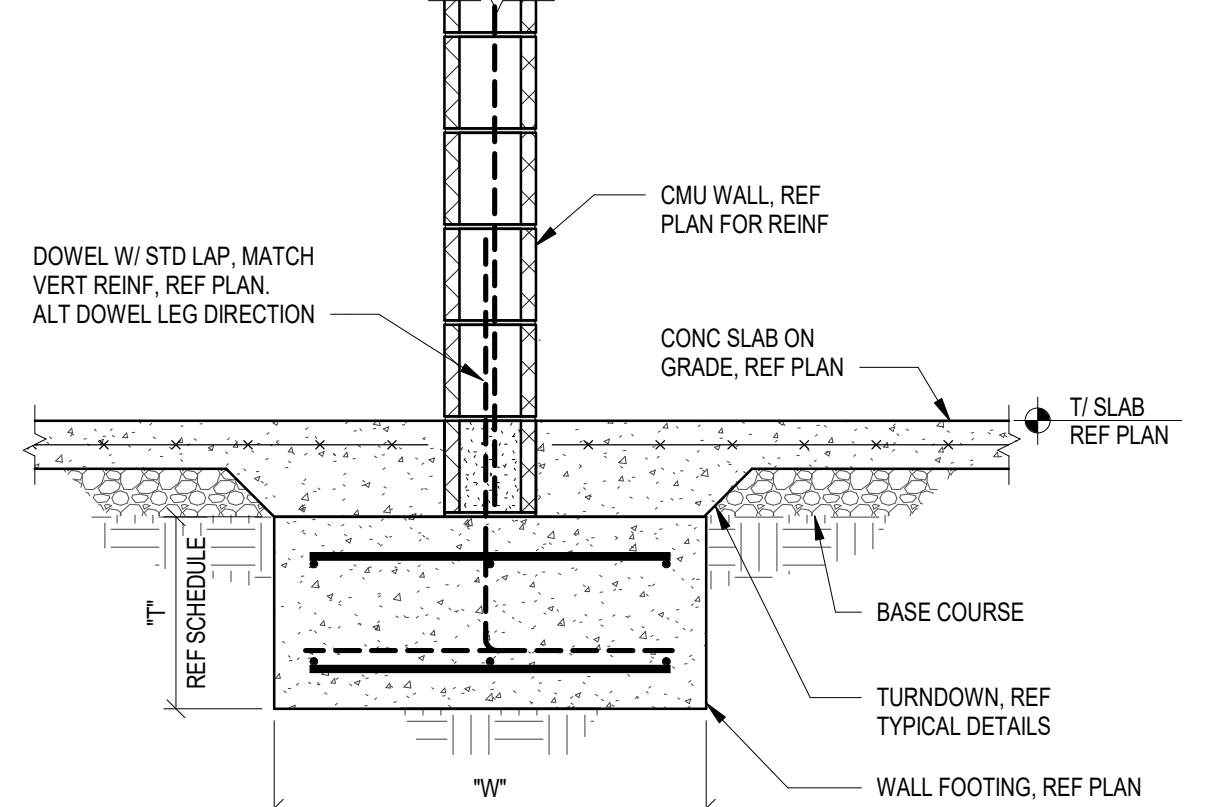 CMU WALL, REF
PLAN FOR REINF
DOWEL W/ STD LAP, MATCH
VERT REINF, REF PLAN.
ALT DOWEL LEG DIRECTION
CONC SLAB ON
GRADE, REF PLAN
T/ SLAB
REF PLAN
"T"
REF SCHEDULE
BASE COURSE
TURNDOWN, REF
TYPICAL DETAILS
"W"
WALL FOOTING, REF PLAN